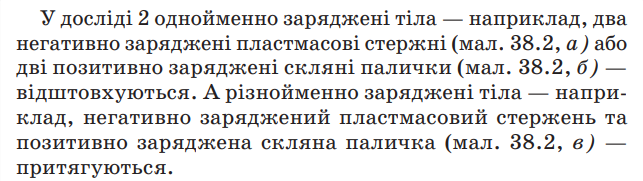 У досліді 2 однойменно заряджені тіла — наприклад, два
негативно заряджені пластмасові стержні (мал. 38.2, а) або
дві позитивно заряджені скляні палички (мал. 38.2, б) —
відштовхуються. А різнойменно заряджені тіла — напри-
клад, негативно заряджений пластмасовий стержень та
позитивно заряджена скляна паличка (мал. 38.2, в) —
притягуються.